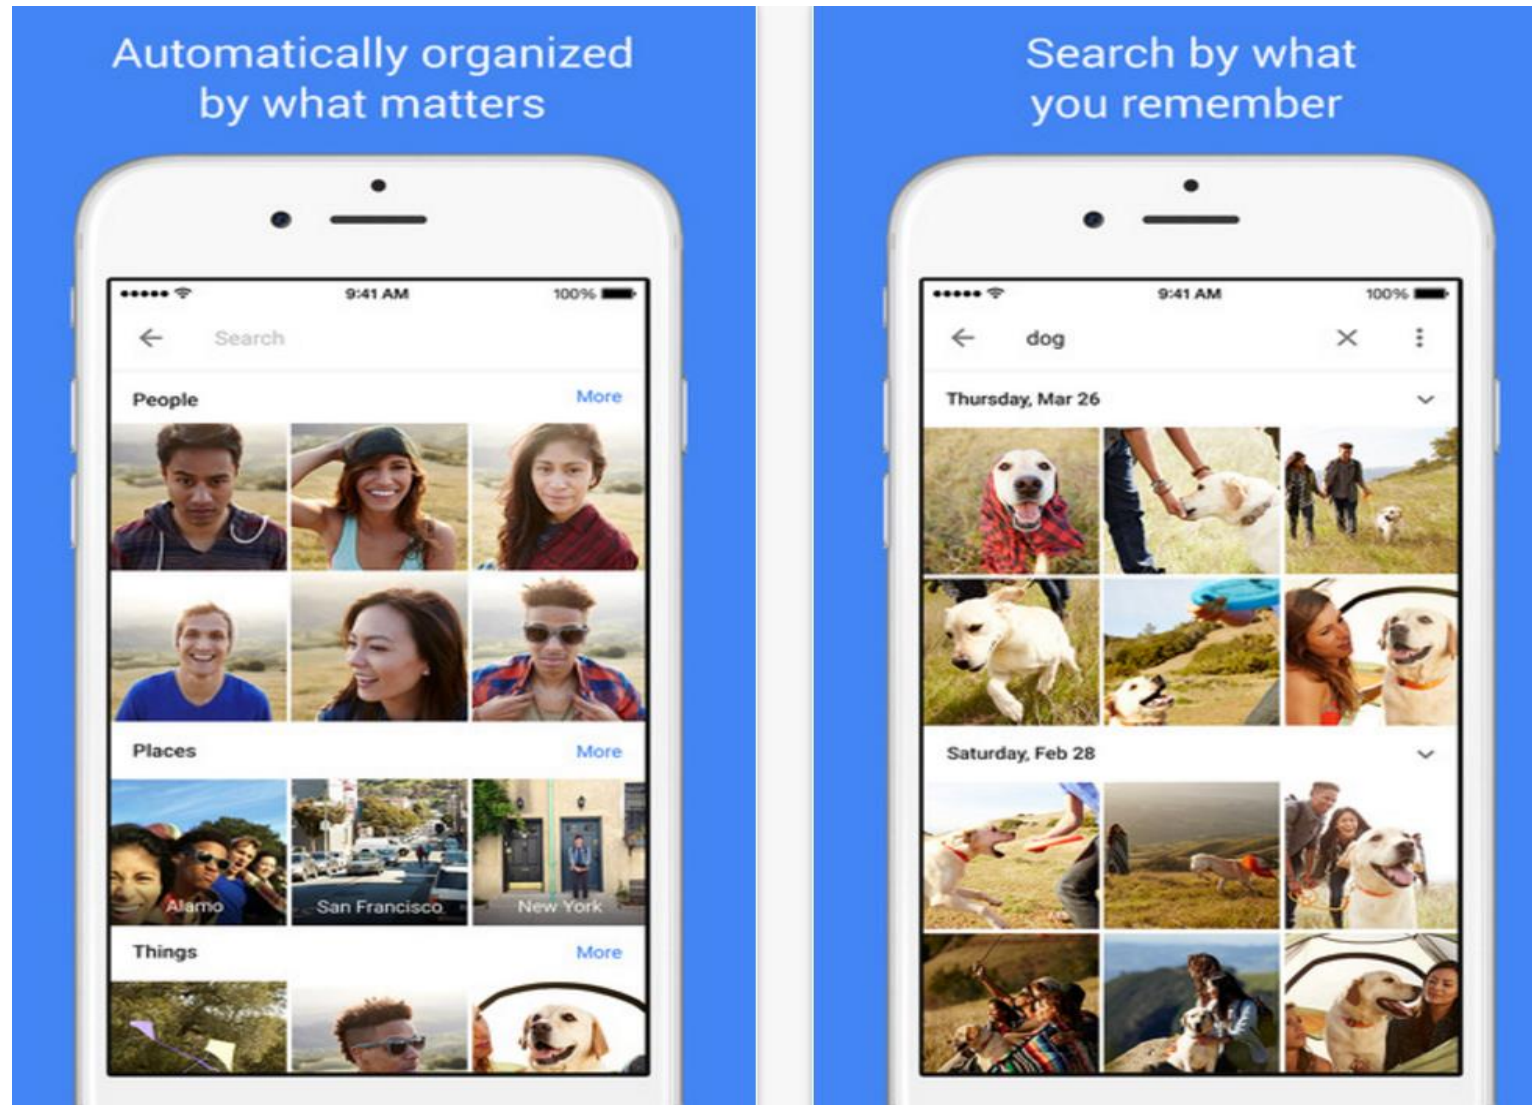 Automatically organized
by what matters
9:41 AM 100%
Search
People More
Places More
Alamo San Francisco New York
Things More
Search by what
you remember
9:41 AM 100%
dog
Thursday, Mar 26
Saturday, Feb 28